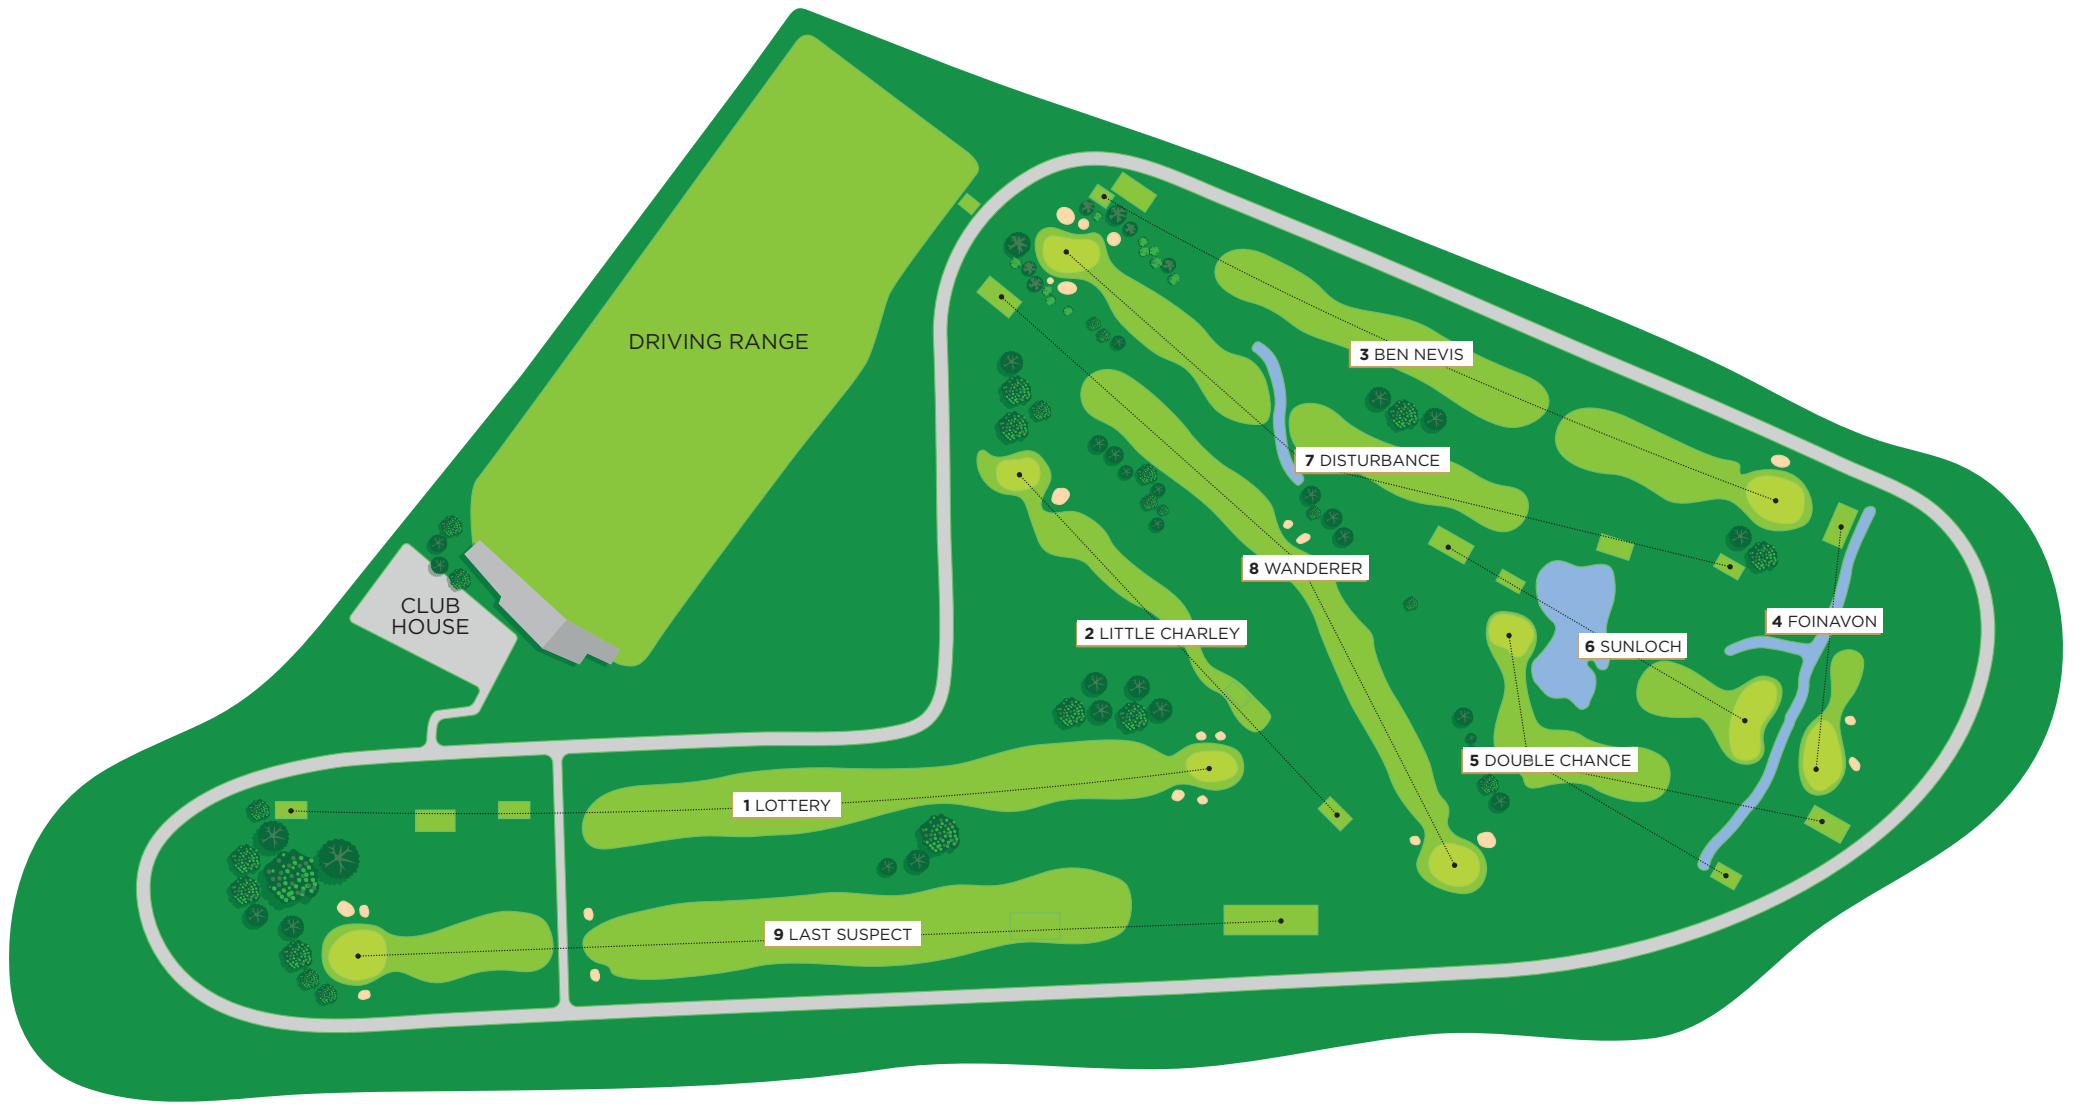 DRIVING RANGE
CLUB
HOUSE
3 BEN NEVIS
7 DISTURBANCE
8 WANDERER
4 FOINAVON
2 LITTLE CHARLEY
6 SUNLOCH
5 DOUBLE CHANCE
1 LOTTERY
9 LAST SUSPECT